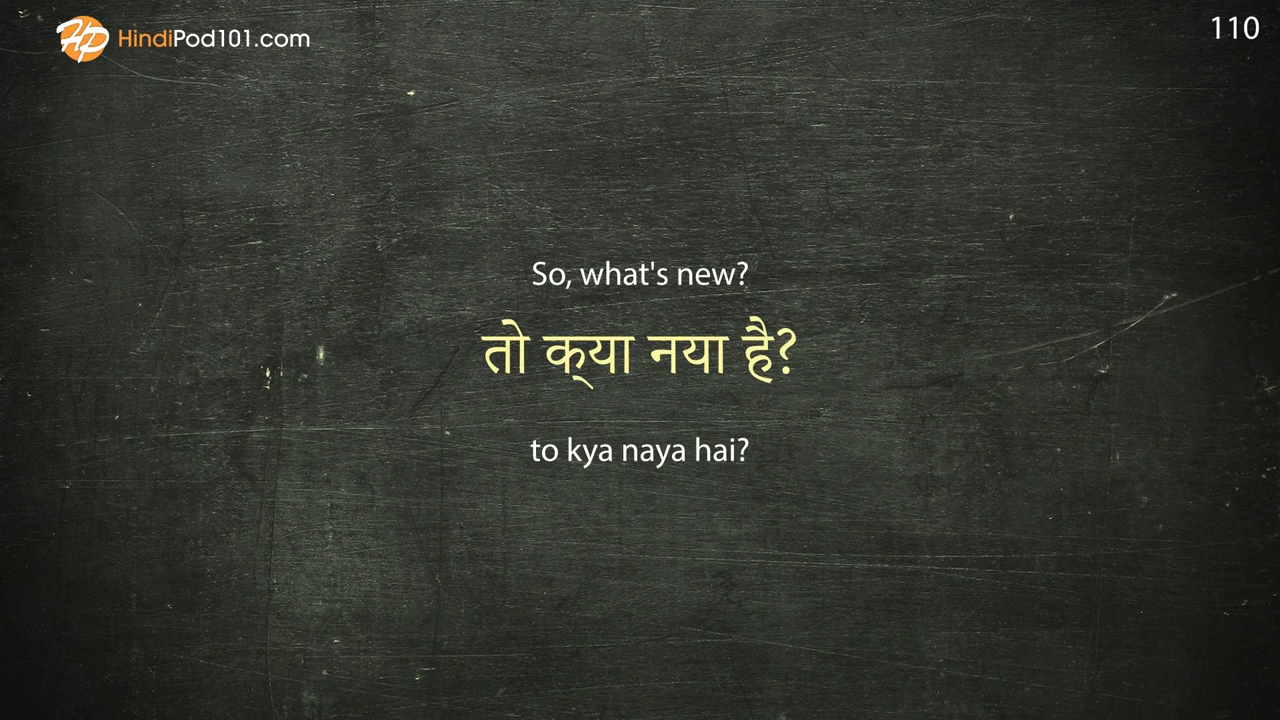 HindiPod101.com
110
So, what's new?
तो क्‌या नया है?
to kya naya hai?